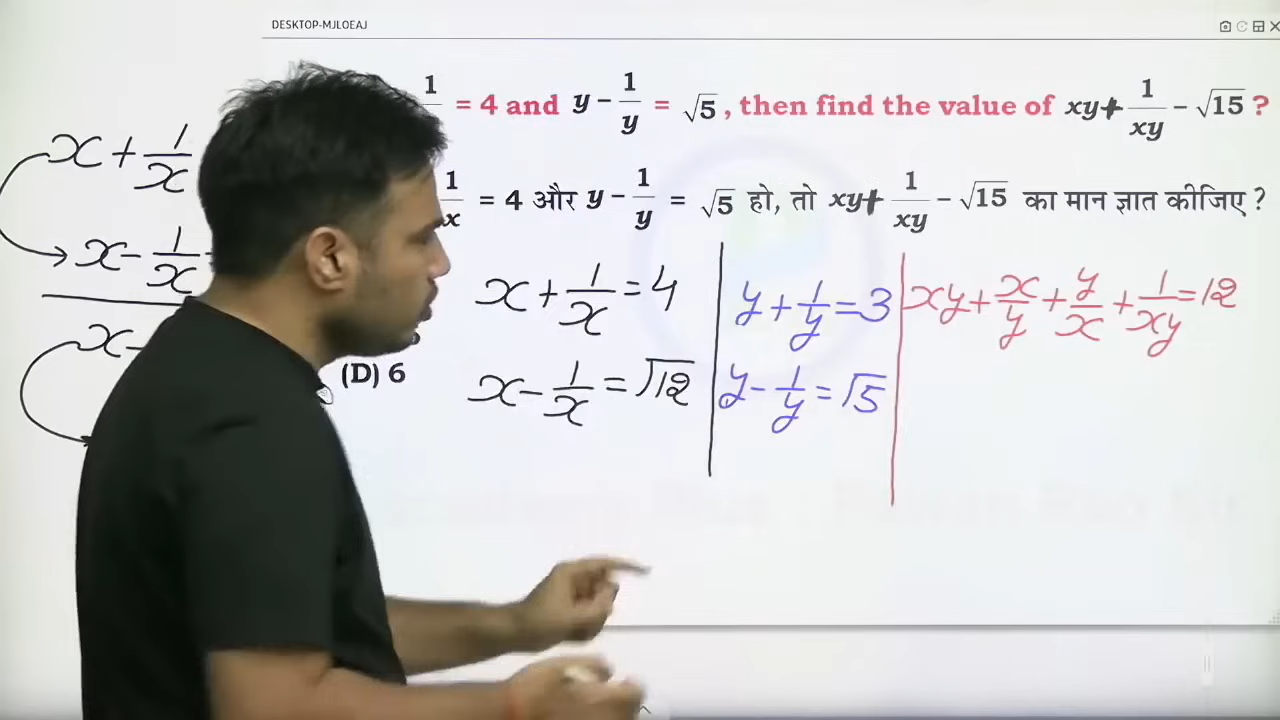 DESKTOP-MJLOEAJ
1 = 4 and y - 1/y = √5, then find the value of xy + 1/xy - √15 ?
1/x = 4 और y - 1/y = √5 हो, तो xy + 1/xy - √15 का मान ज्ञात कीजिए ?
x + 1/x
x - 1/x
x -
(D) 6
x + 1/x = 4
x - 1/x = √12
y + 1/y = 3
y - 1/y = √5
xy + x/y + y/x + 1/xy = 12